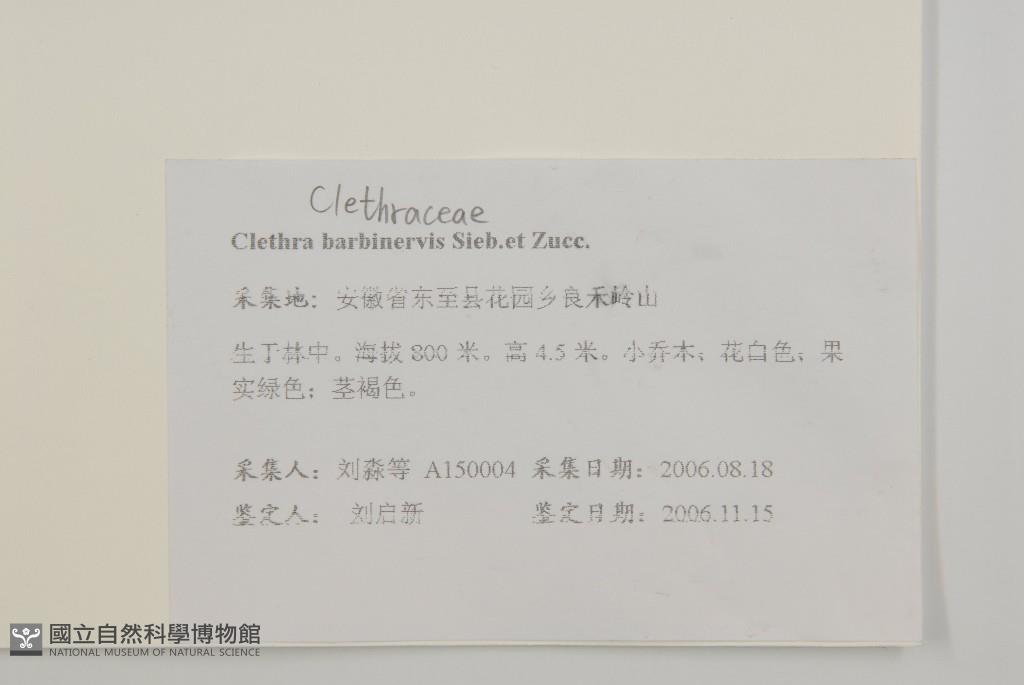 Clethraceae
Clethra barbinervis Sieb.et Zucc.
采集地：安徽省东至县花园乡良禾岭山
生于林中。海拔 800 米。高 4.5 米。小乔木；花白色；果
实绿色；茎褐色。
采集人：刘淼等 A150004 采集日期：2006.08.18
鉴定人： 刘启新 鉴定日期：2006.11.15
國立自然科學博物館
NATIONAL MUSEUM OF NATURAL SCIENCE